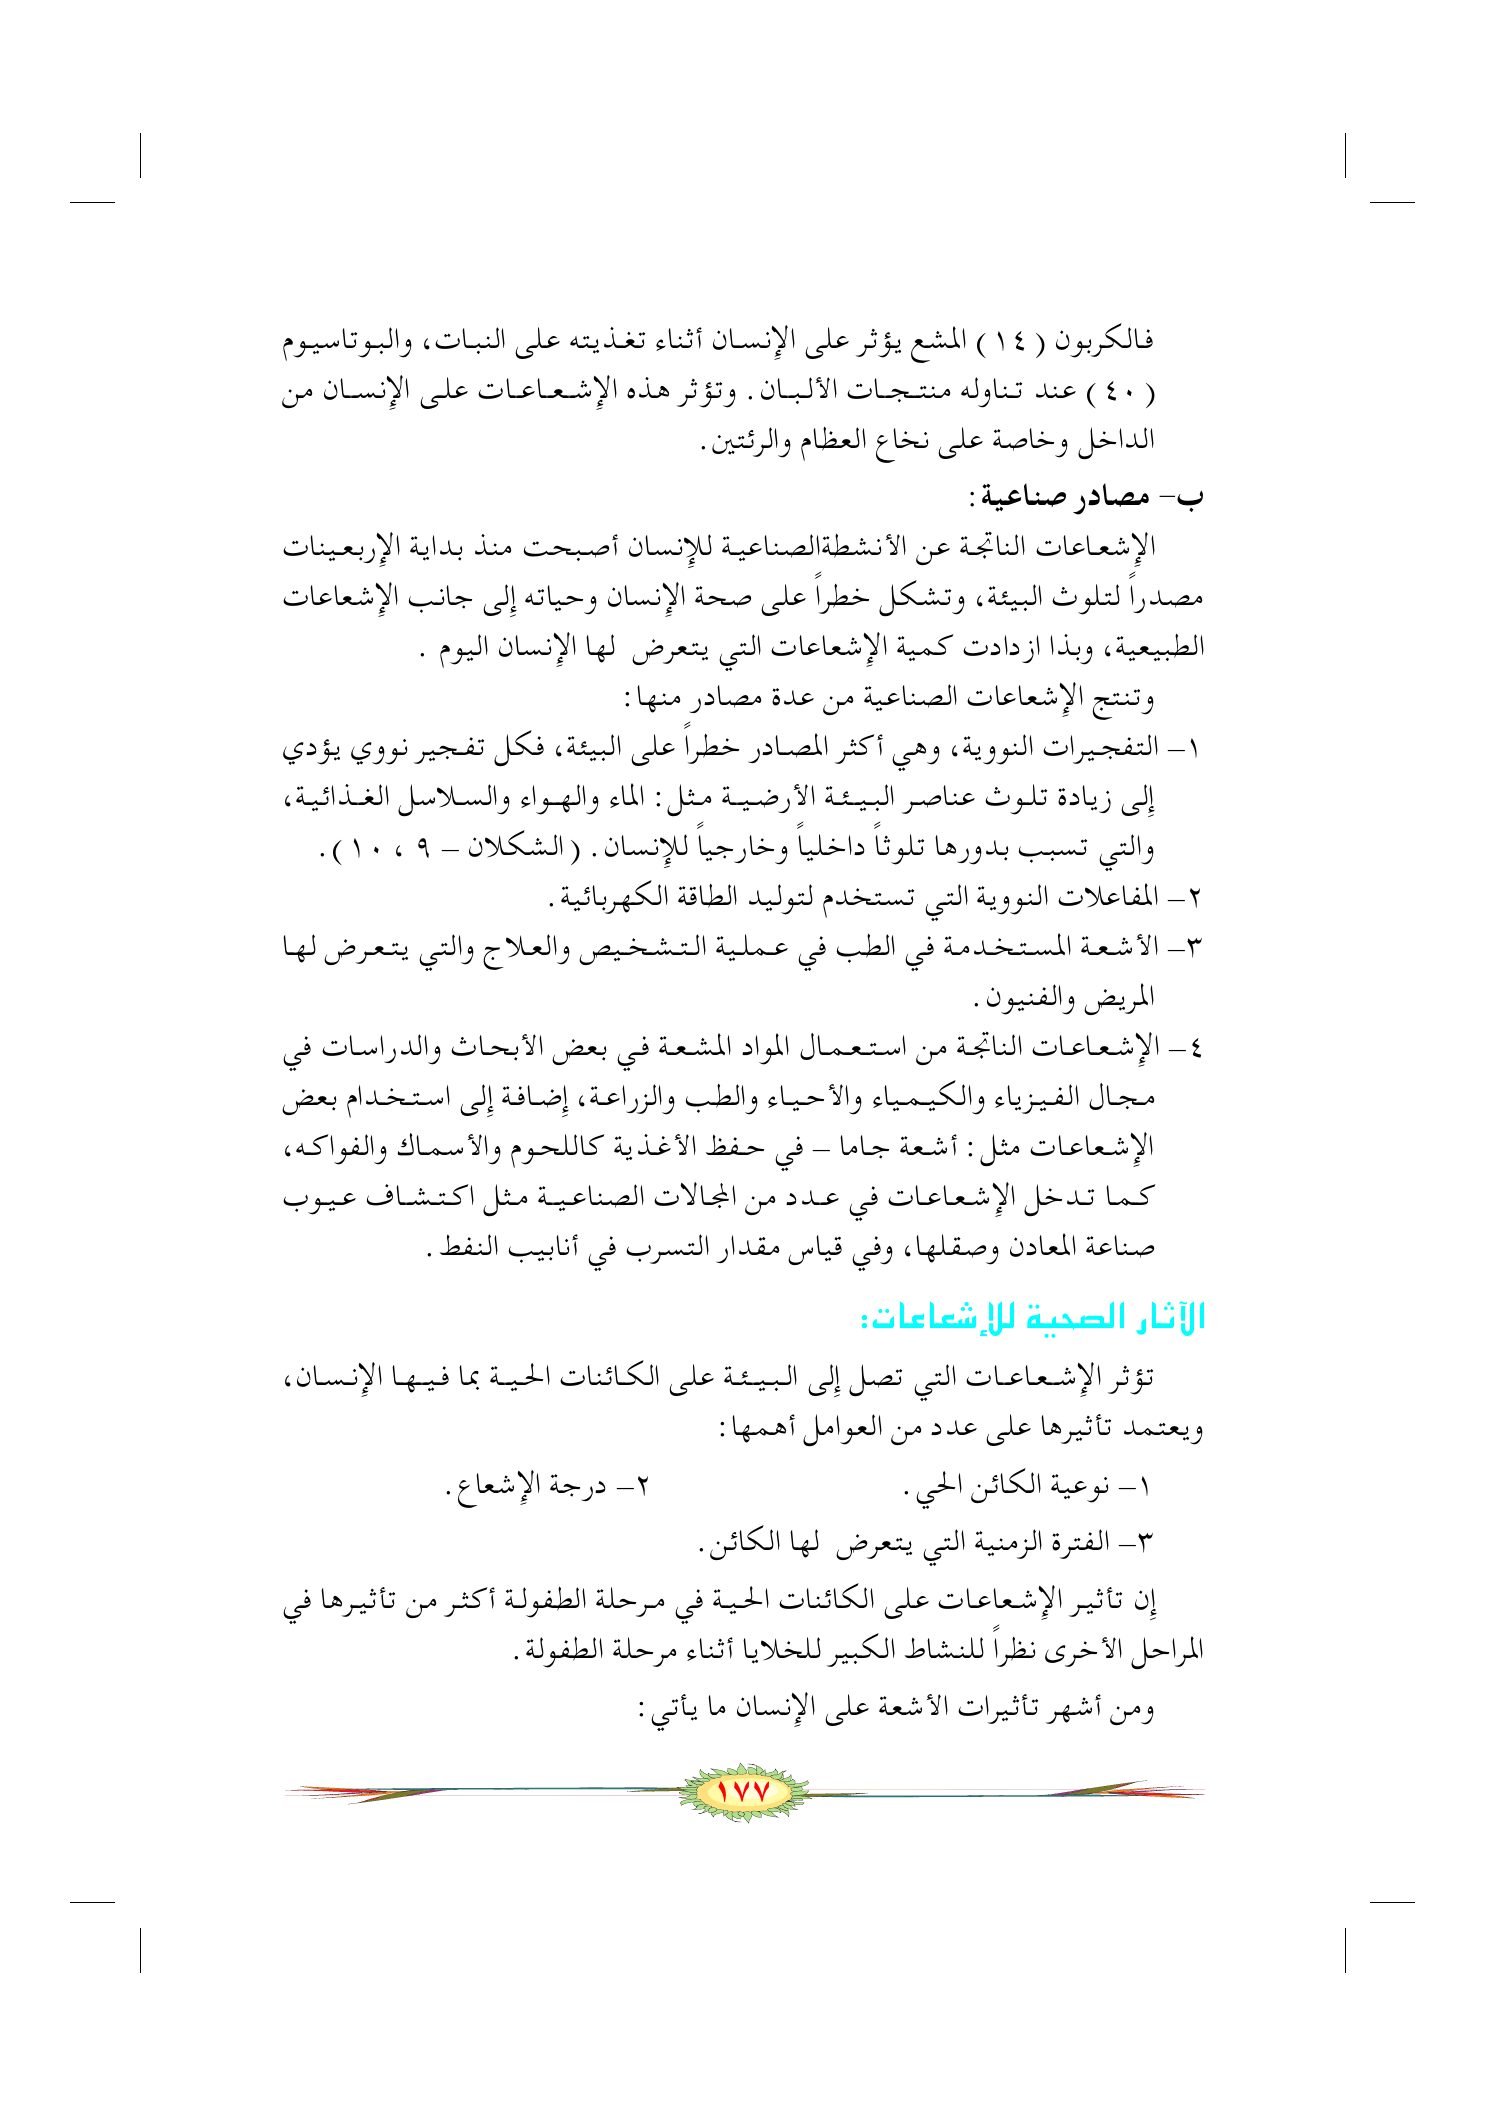 فالكربون (١٤) المشع يؤثر على الإنسان أثناء تغذيته على النبات، والبوتاسيوم
(٤٠) عند تناوله منتجات الألبان. وتؤثر هذه الإشعاعات على الإنسان من
الداخل وخاصة على نخاع العظام والرئتين.
ب- مصادر صناعية:
الإشعاعات الناتجة عن الأنشطةالصناعية للإنسان أصبحت منذ بداية الإربعينات
مصدراً لتلوث البيئة، وتشكل خطراً على صحة الإنسان وحياته إلى جانب الإشعاعات
الطبيعية، وبذا ازدادت كمية الإشعاعات التي يتعرض لها الإنسان اليوم .
وتنتج الإشعاعات الصناعية من عدة مصادر منها:
١- التفجيرات النووية، وهي أكثر المصادر خطراً على البيئة، فكل تفجير نووي يؤدي
إلى زيادة تلوث عناصر البيئة الأرضية مثل: الماء والهواء والسلاسل الغذائية،
والتي تسبب بدورها تلوثاً داخلياً وخارجياً للإنسان. (الشكلان – ٩ ، ١٠).
٢- المفاعلات النووية التي تستخدم لتوليد الطاقة الكهربائية.
٣- الأشعة المستخدمة في الطب في عملية التشخيص والعلاج والتي يتعرض لها
المريض والفنيون.
٤- الإشعاعات الناتجة من استعمال المواد المشعة في بعض الأبحاث والدراسات في
مجال الفيزياء والكيمياء والأحياء والطب والزراعة، إضافة إلى استخدام بعض
الإشعاعات مثل: أشعة جاما – في حفظ الأغذية كاللحوم والأسماك والفواكه،
كما تدخل الإشعاعات في عدد من المجالات الصناعية مثل اكتشاف عيوب
صناعة المعادن وصقلها، وفي قياس مقدار التسرب في أنابيب النفط.
الآثار الصحية للإشعاعات:
تؤثر الإشعاعات التي تصل إلى البيئة على الكائنات الحية بما فيها الإنسان،
ويعتمد تأثيرها على عدد من العوامل أهمها:
١- نوعية الكائن الحي. ٢- درجة الإشعاع.
٣- الفترة الزمنية التي يتعرض لها الكائن.
إن تأثير الإشعاعات على الكائنات الحية في مرحلة الطفولة أكثر من تأثيرها في
المراحل الأخرى نظراً للنشاط الكبير للخلايا أثناء مرحلة الطفولة.
ومن أشهر تأثيرات الأشعة على الإنسان ما يأتي:
١٧٧